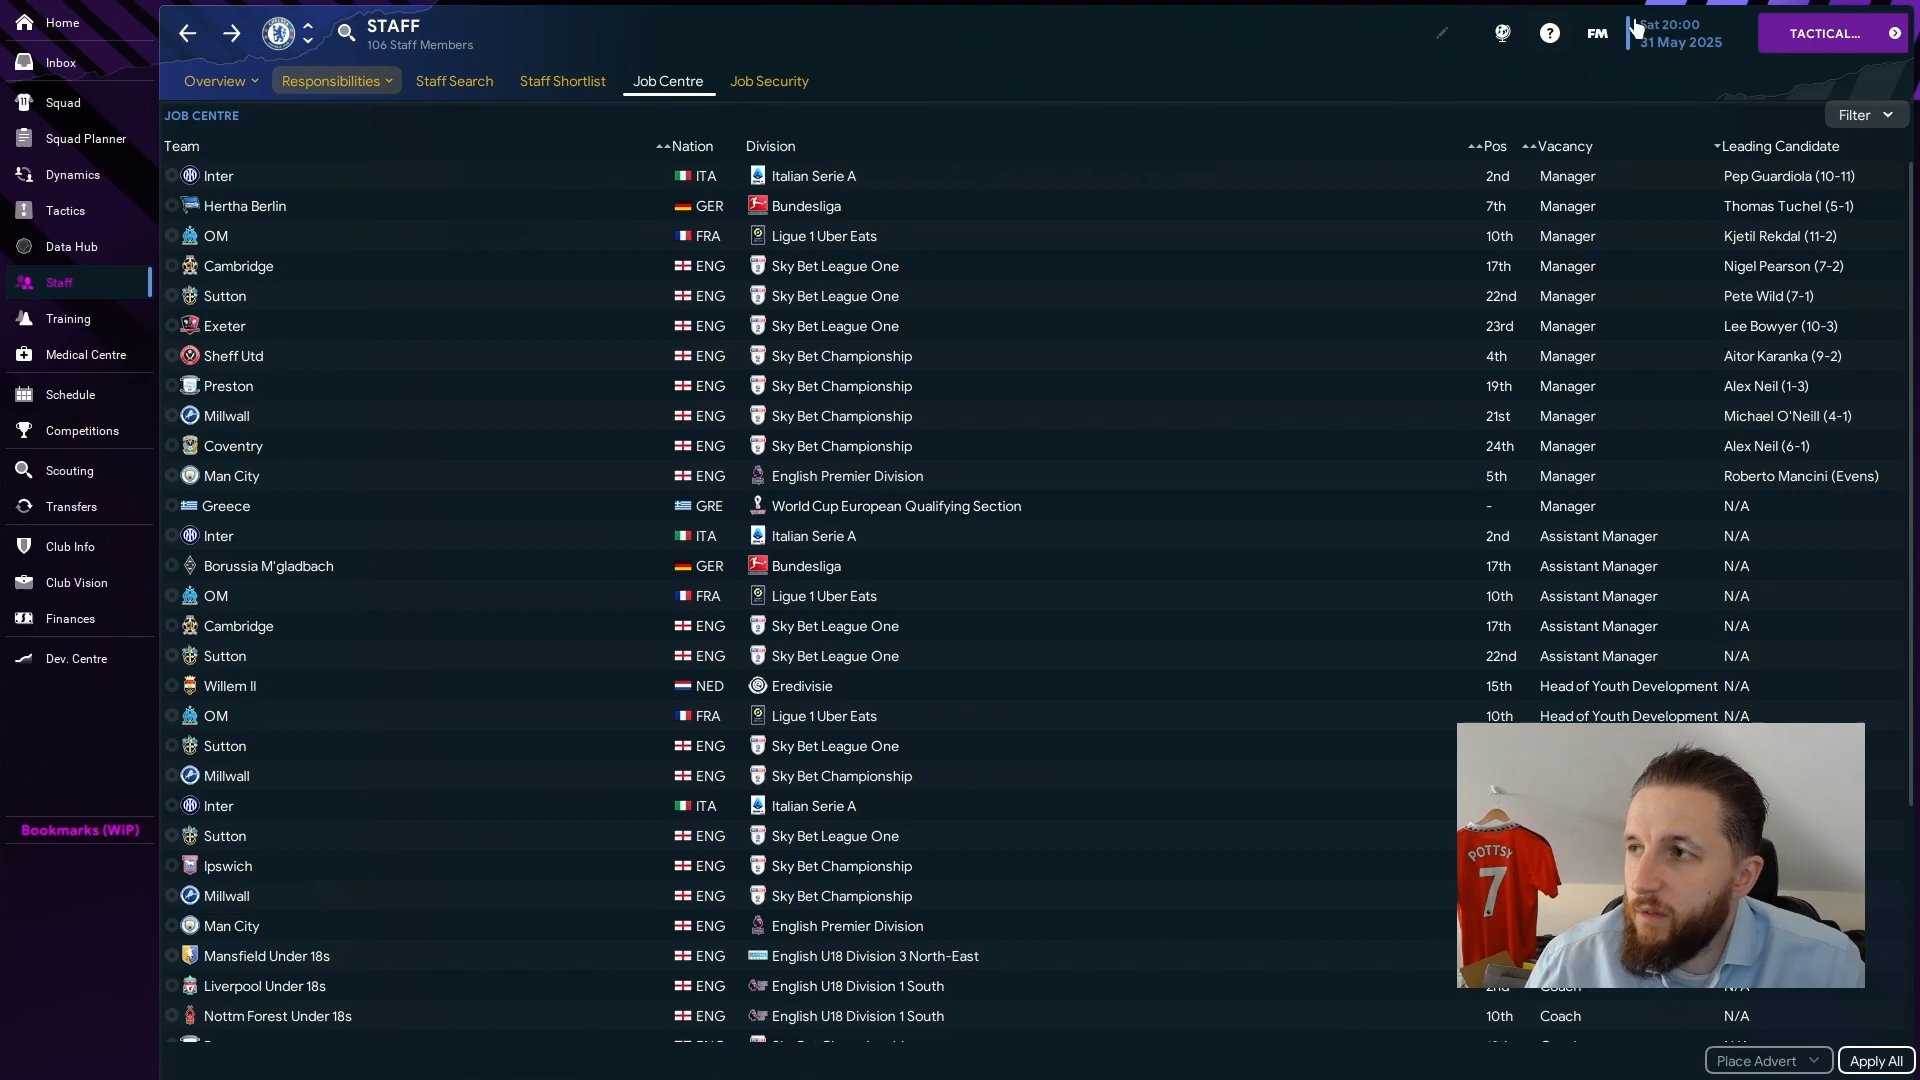 Home
Inbox
Squad
Squad Planner
Dynamics
Tactics
Data Hub
Staff
Training
Medical Centre
Schedule
Competitions
Scouting
Transfers
Club Info
Club Vision
Finances
Dev. Centre
Bookmarks (WiP)
STAFF
106 Staff Members
FM
Sat 20:00
31 May 2025
TACTICAL...
Overview Responsibilities Staff Search Staff Shortlist Job Centre Job Security
JOB CENTRE
Filter
Team Nation Division Pos Vacancy Leading Candidate
Inter ITA Italian Serie A 2nd Manager Pep Guardiola (10-11)
Hertha Berlin GER Bundesliga 7th Manager Thomas Tuchel (5-1)
OM FRA Ligue 1 Uber Eats 10th Manager Kjetil Rekdal (11-2)
Cambridge ENG Sky Bet League One 17th Manager Nigel Pearson (7-2)
Sutton ENG Sky Bet League One 22nd Manager Pete Wild (7-1)
Exeter ENG Sky Bet League One 23rd Manager Lee Bowyer (10-3)
Sheff Utd ENG Sky Bet Championship 4th Manager Aitor Karanka (9-2)
Preston ENG Sky Bet Championship 19th Manager Alex Neil (1-3)
Millwall ENG Sky Bet Championship 21st Manager Michael O'Neill (4-1)
Coventry ENG Sky Bet Championship 24th Manager Alex Neil (6-1)
Man City ENG English Premier Division 5th Manager Roberto Mancini (Evens)
Greece GRE World Cup European Qualifying Section - Manager N/A
Inter ITA Italian Serie A 2nd Assistant Manager N/A
Borussia M'gladbach GER Bundesliga 17th Assistant Manager N/A
OM FRA Ligue 1 Uber Eats 10th Assistant Manager N/A
Cambridge ENG Sky Bet League One 17th Assistant Manager N/A
Sutton ENG Sky Bet League One 22nd Assistant Manager N/A
Willem II NED Eredivisie 15th Head of Youth Development N/A
OM FRA Ligue 1 Uber Eats 10th Head of Youth Development N/A
Sutton ENG Sky Bet League One
Millwall ENG Sky Bet Championship
Inter ITA Italian Serie A
Sutton ENG Sky Bet League One
Ipswich ENG Sky Bet Championship
Millwall ENG Sky Bet Championship
Man City ENG English Premier Division
Mansfield Under 18s ENG English U18 Division 3 North-East
Liverpool Under 18s ENG English U18 Division 1 South 2nd Coach N/A
Nottm Forest Under 18s ENG English U18 Division 1 South 10th Coach N/A
POTTSY
7
Place Advert
Apply All